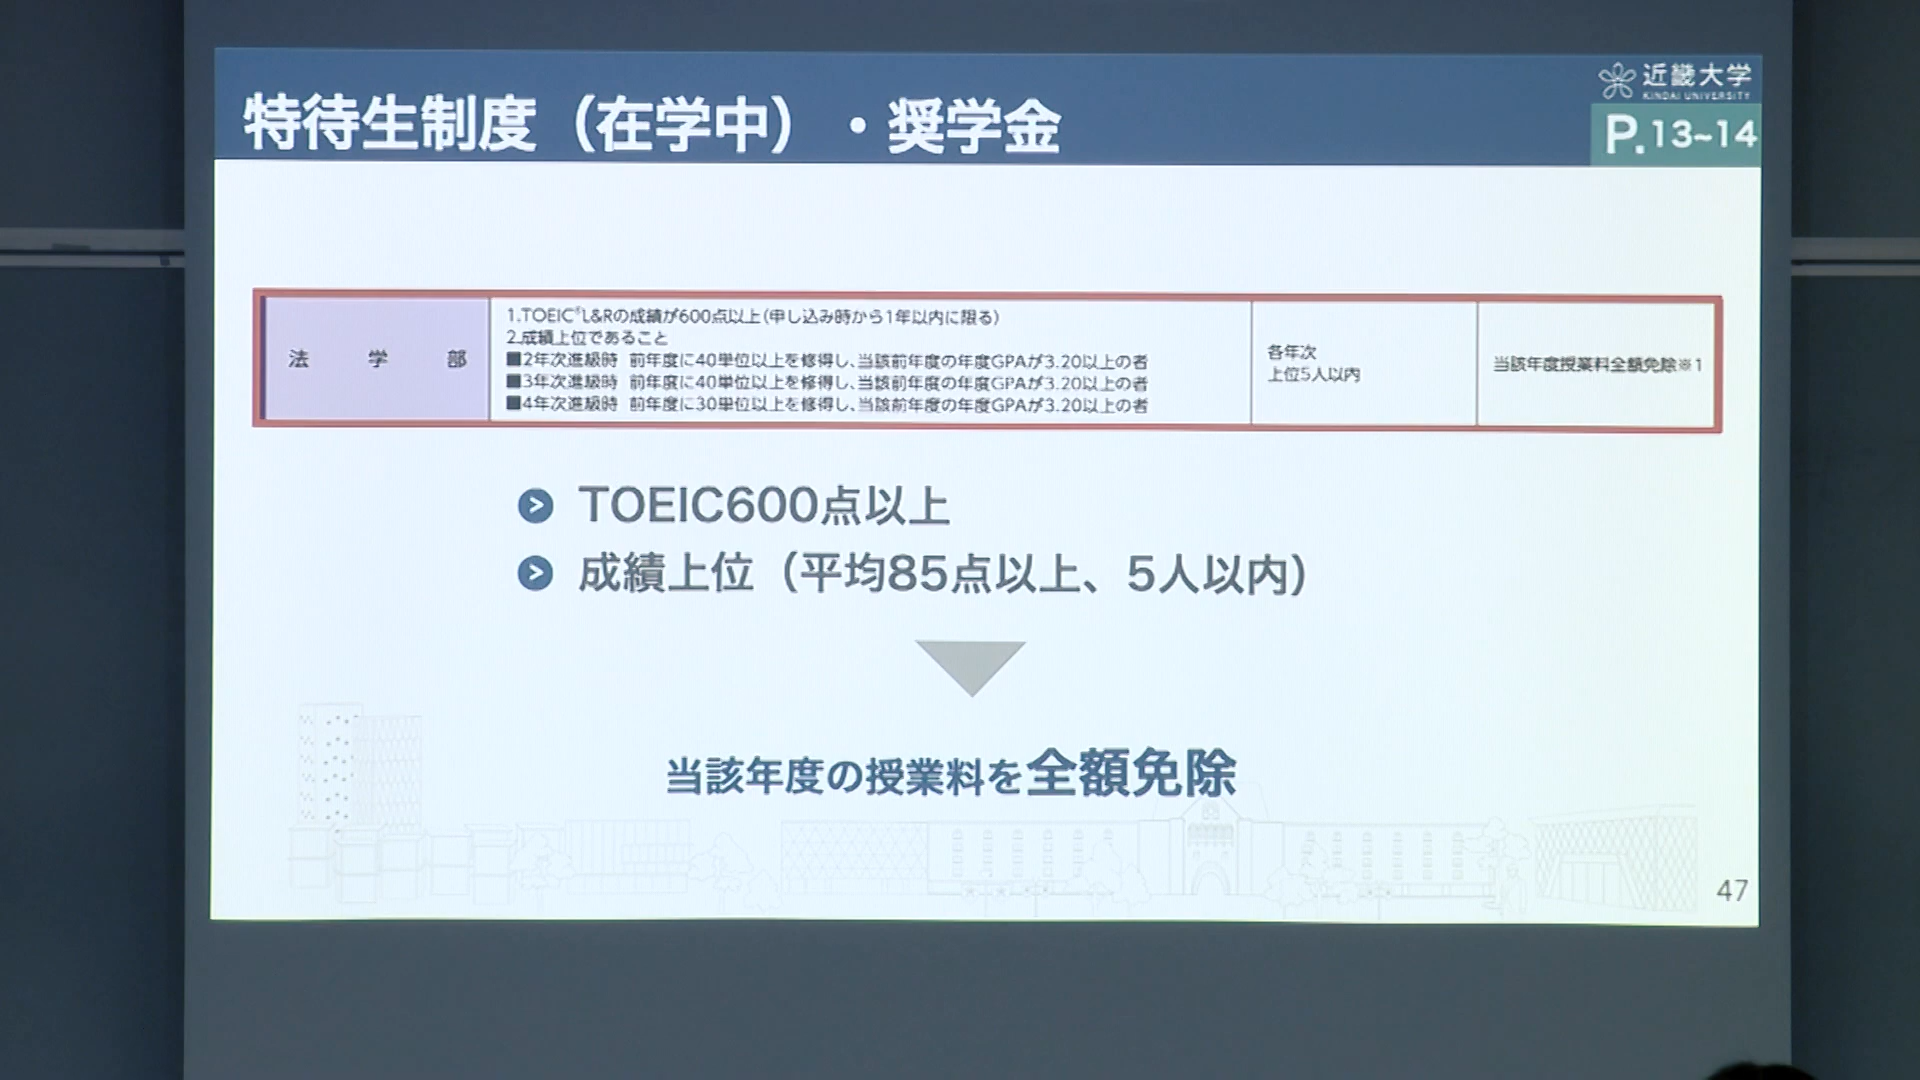 特待生制度（在学中）・奨学金
近畿大学
KINDAI UNIVERSITY
P.13~14
法学部
1.TOEIC®L&Rの成績が600点以上(申し込み時から1年以内に限る)
2.成績上位であること
■2年次進級時 前年度に40単位以上を修得し、当該前年度の年度GPAが3.20以上の者
■3年次進級時 前年度に40単位以上を修得し、当該前年度の年度GPAが3.20以上の者
■4年次進級時 前年度に30単位以上を修得し、当該前年度の年度GPAが3.20以上の者
各年次
上位5人以内
当該年度授業料全額免除※1
TOEIC600点以上
成績上位（平均85点以上、5人以内）
当該年度の授業料を全額免除
47